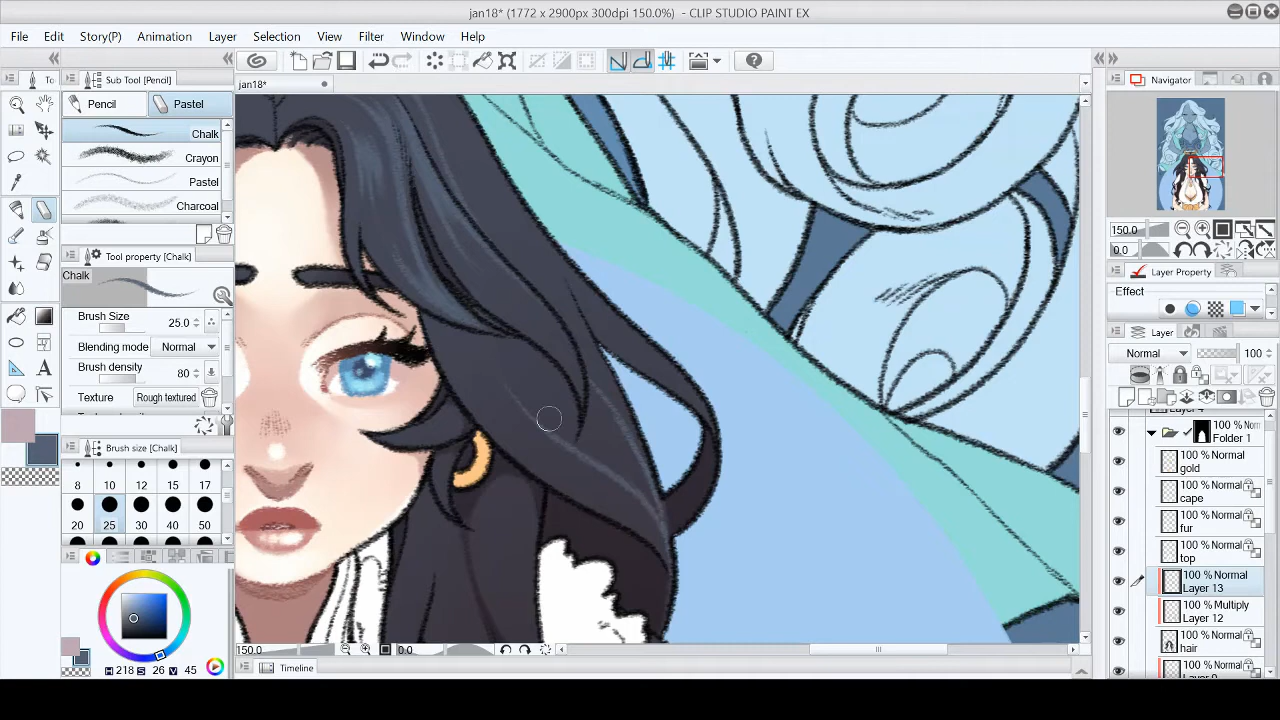 jan18* (1772 x 2900px 300dpi 150.0%) - CLIP STUDIO PAINT EX
File Edit Story(P) Animation Layer Selection View Filter Window Help
jan18*
To
Sub Tool [Pencil]
Pencil Pastel
Chalk
Crayon
Pastel
Charcoal
Tool property [Chalk]
Chalk
Brush Size 25.0
Blending mode Normal
Brush density 80
Texture Rough textured
Brush size [Chalk]
8 10 12 15 17
20 25 30 40 50
H 218 S 26 V 45
150.0 0.0
Timeline
Navigator
150.0
0.0
Layer Property
Effect
Layer
Normal 100
Folder 1
100 % Normal
gold
100 % Normal
cape
100 % Normal
fur
100 % Normal
top
100 % Normal
Layer 13
100 % Multiply
Layer 12
100 % Normal
hair
100 % Normal